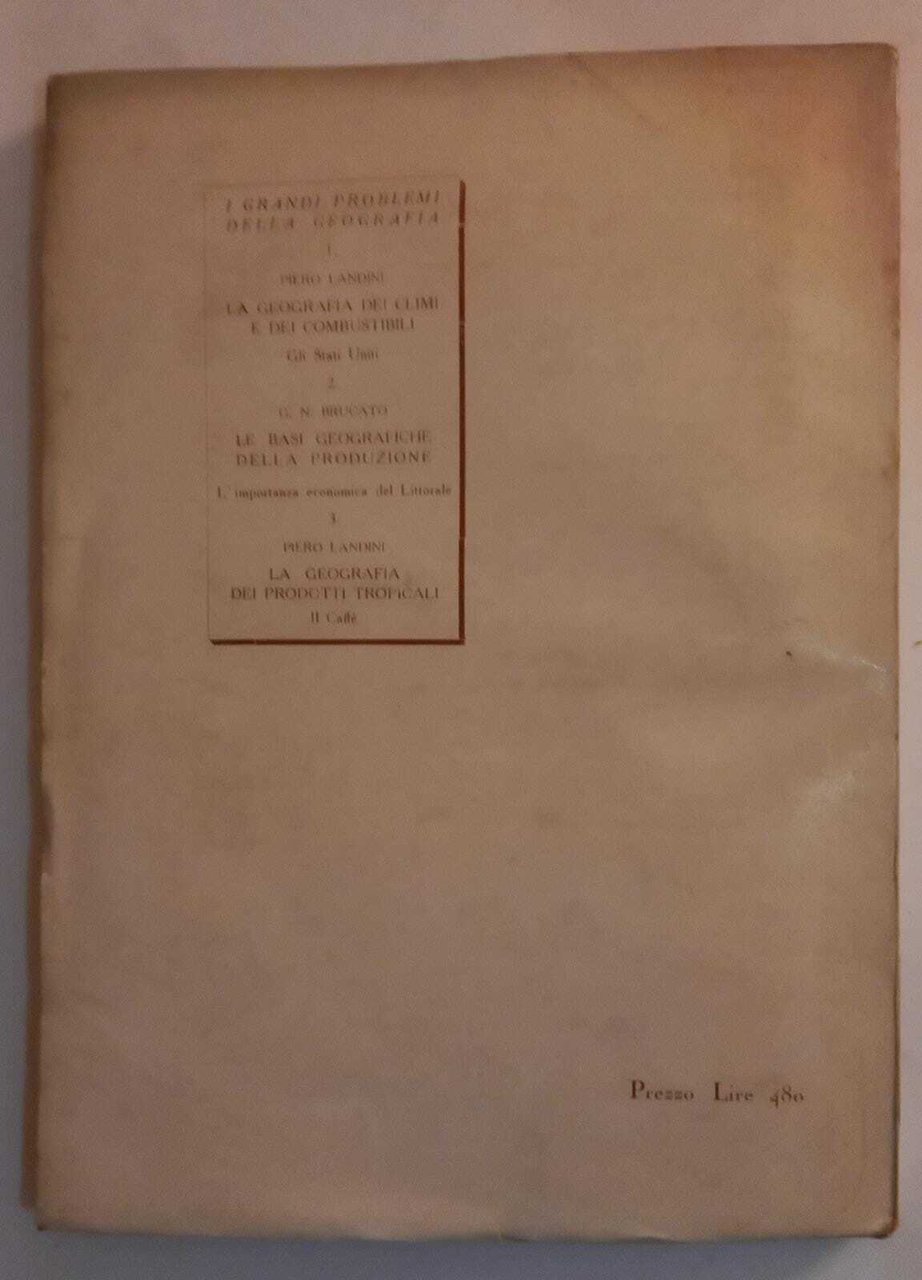 I GRANDI PROBLEMI
DELLA GEOGRAFIA
1.
PIERO LANDINI
LA GEOGRAFIA DEI CLIMI
E DEI COMBUSTIBILI
Gli Stati Uniti
2.
G. N. BRUCATO
LE BASI GEOGRAFICHE
DELLA PRODUZIONE
L'importanza economica del Littorale
3.
PIERO LANDINI
LA GEOGRAFIA
DEI PRODOTTI TROPICALI
Il Caffè
Prezzo Lire 480